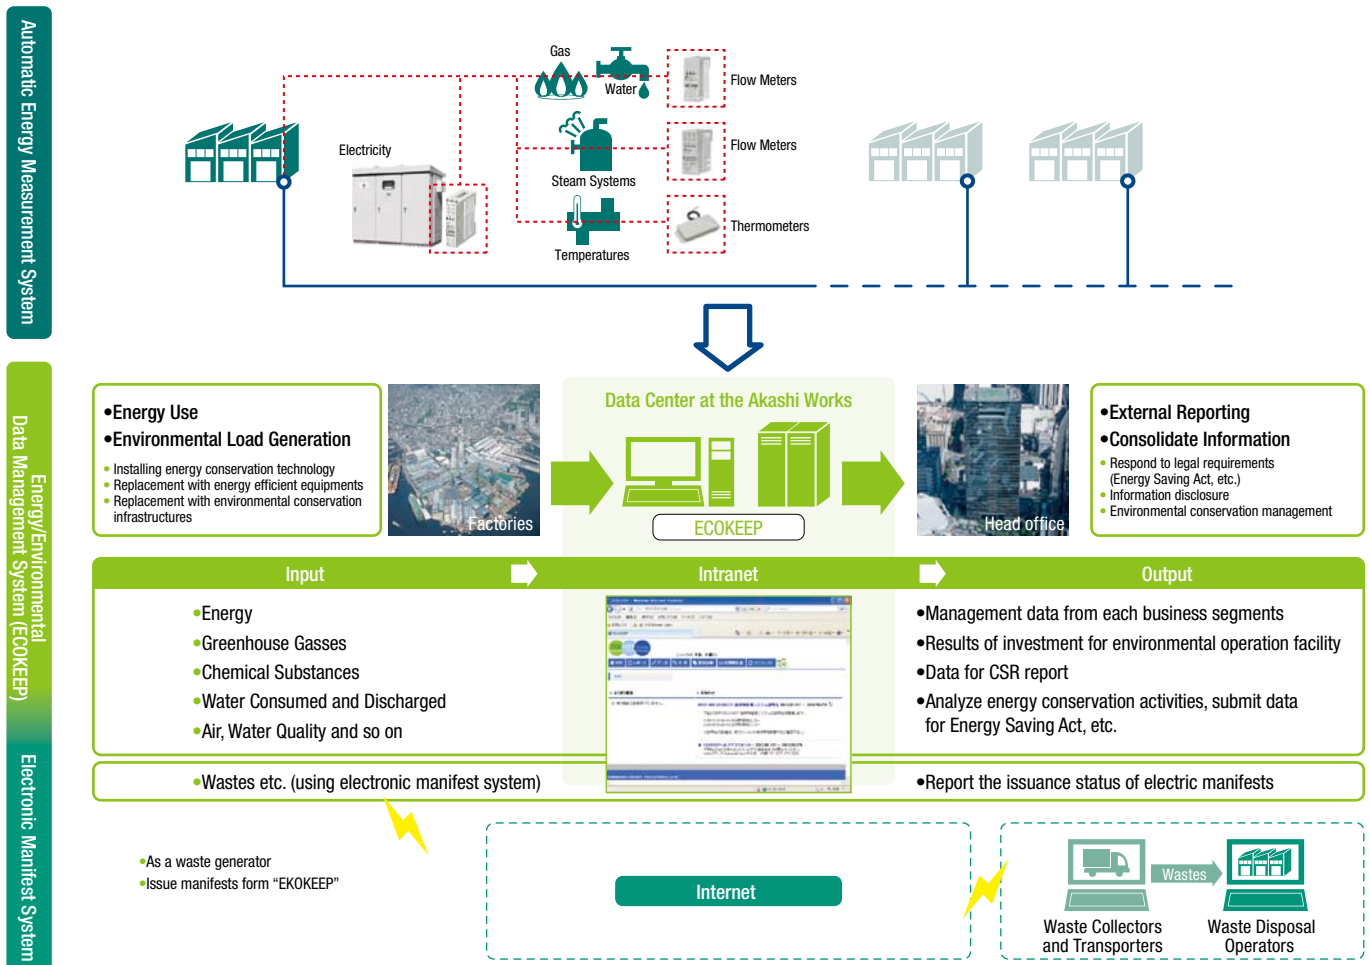 Automatic Energy Measurement System
Gas
Water
Flow Meters
Electricity
Steam Systems
Flow Meters
Temperatures
Thermometers
Energy/Environmental
Data Management System (ECOKEEP)
•Energy Use
•Environmental Load Generation
• Installing energy conservation technology
• Replacement with energy efficient equipments
• Replacement with environmental conservation
infrastructures
Factories
Data Center at the Akashi Works
ECOKEEP
Head office
•External Reporting
•Consolidate Information
• Respond to legal requirements
(Energy Saving Act, etc.)
• Information disclosure
• Environmental conservation management
Input
Intranet
Output
•Energy
•Greenhouse Gasses
•Chemical Substances
•Water Consumed and Discharged
•Air, Water Quality and so on
•Management data from each business segments
•Results of investment for environmental operation facility
•Data for CSR report
•Analyze energy conservation activities, submit data
for Energy Saving Act, etc.
Electronic Manifest System
•Wastes etc. (using electronic manifest system)
•Report the issuance status of electric manifests
•As a waste generator
•Issue manifests form “EKOKEEP”
Internet
Wastes
Waste Collectors
and Transporters
Waste Disposal
Operators